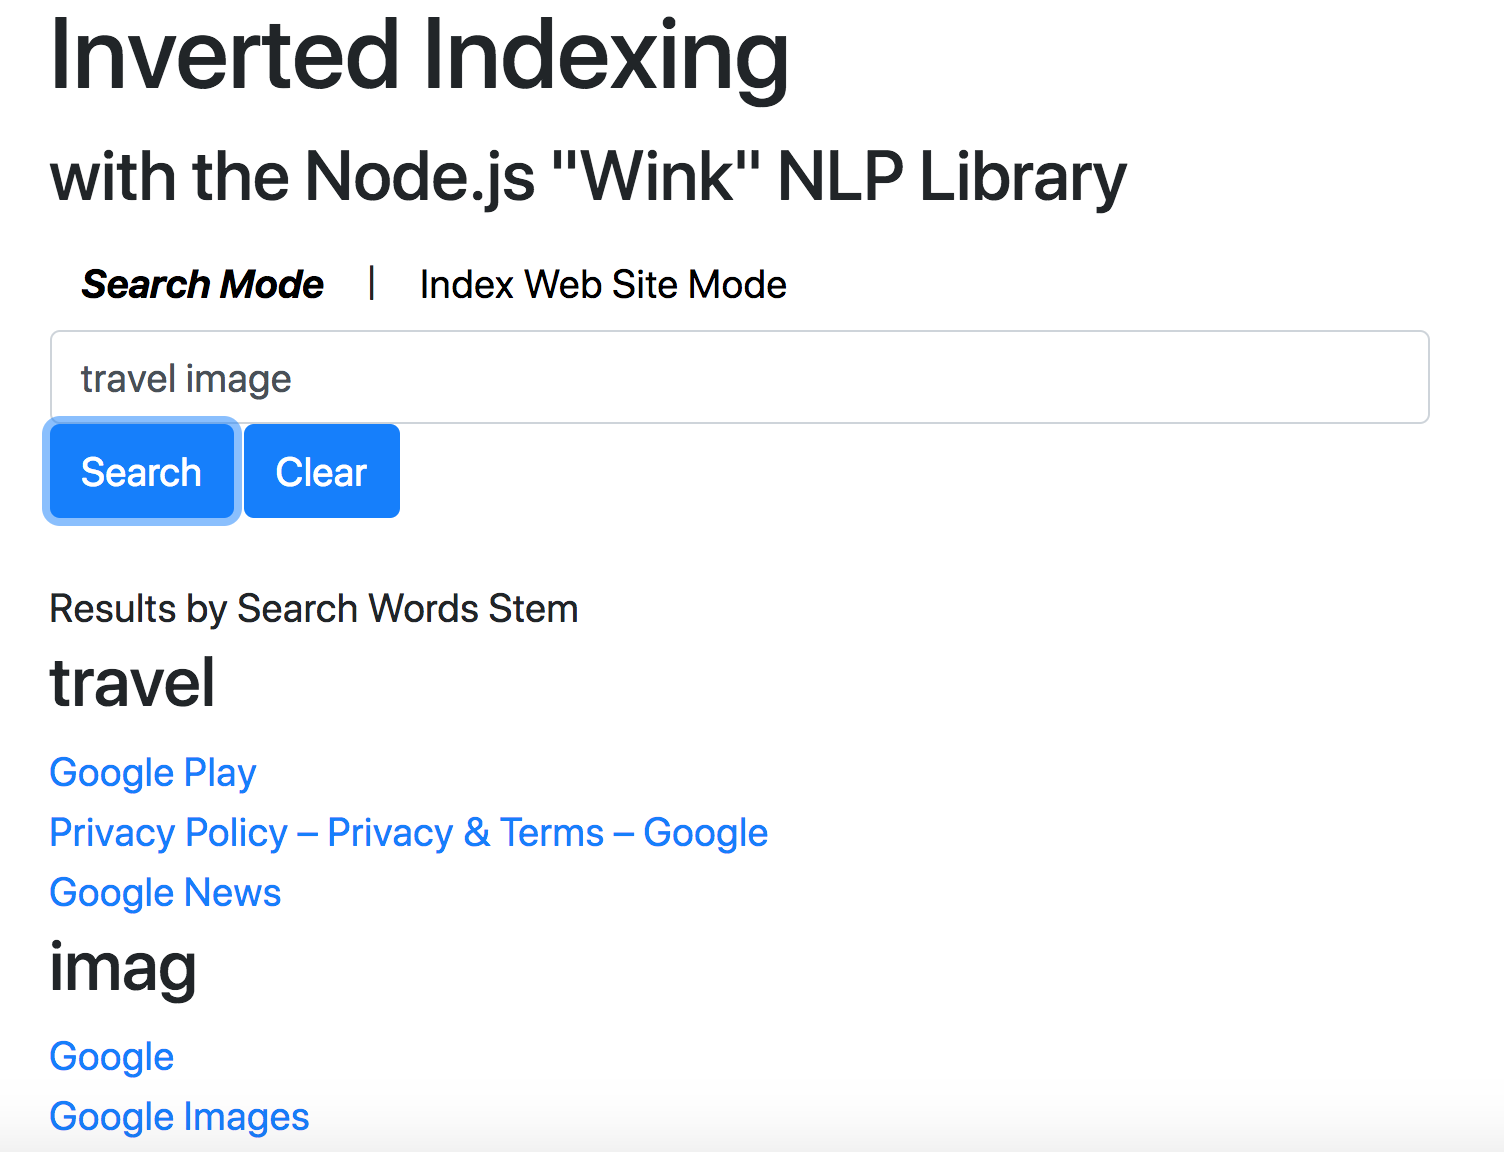 Inverted Indexing
with the Node.js "Wink" NLP Library
Search Mode | Index Web Site Mode
travel image
Search Clear
Results by Search Words Stem
travel
Google Play
Privacy Policy – Privacy & Terms – Google
Google News
imag
Google
Google Images